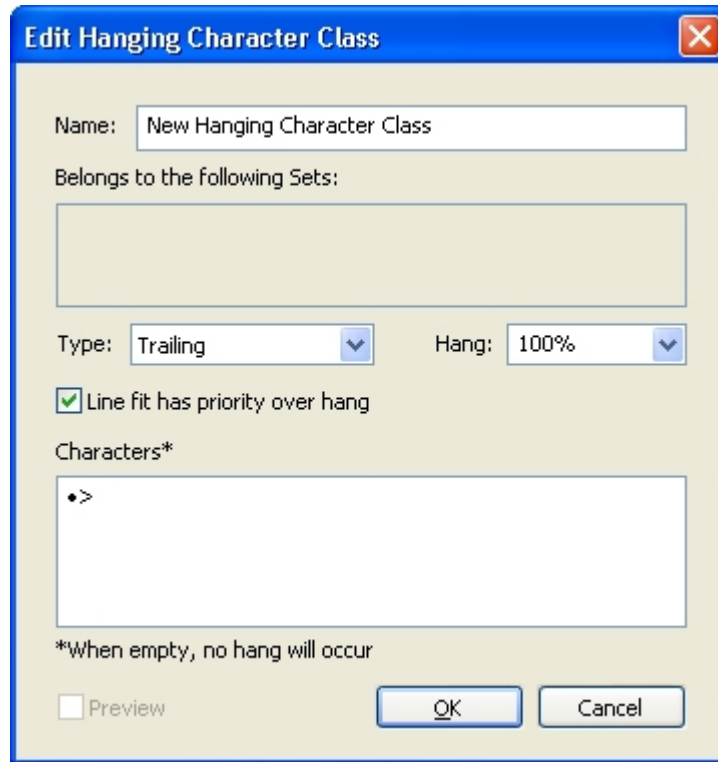 Edit Hanging Character Class
Name: New Hanging Character Class
Belongs to the following Sets:
Type: Trailing Hang: 100%
Line fit has priority over hang
Characters*
•>
*When empty, no hang will occur
Preview OK Cancel